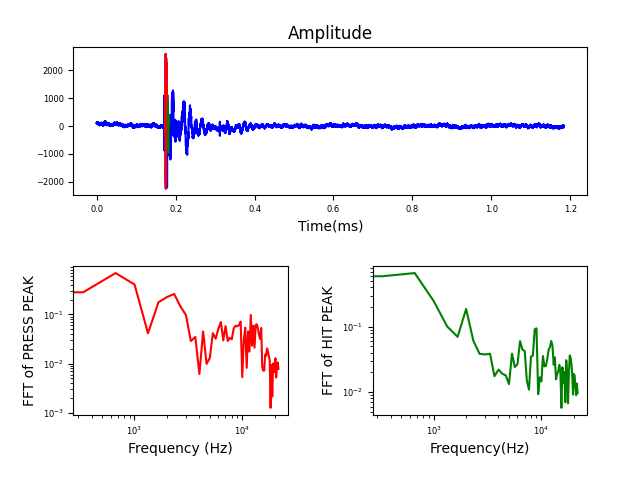 Amplitude
2000
1000
0
−1000
−2000
0.0 0.2 0.4 0.6 0.8 1.0 1.2
Time(ms)
FFT of PRESS PEAK
10⁻¹
10⁻²
10⁻³
10³ 10⁴
Frequency (Hz)
FFT of HIT PEAK
10⁻¹
10⁻²
10³ 10⁴
Frequency(Hz)